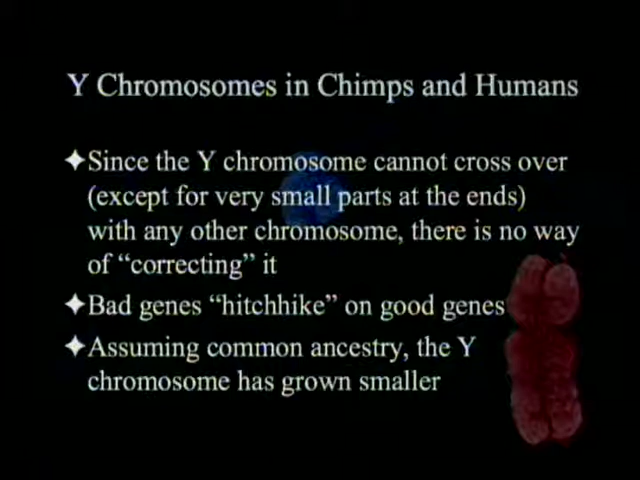 Y Chromosomes in Chimps and Humans
✦Since the Y chromosome cannot cross over
(except for very small parts at the ends)
with any other chromosome, there is no way
of “correcting” it
✦Bad genes “hitchhike” on good genes
✦Assuming common ancestry, the Y
chromosome has grown smaller